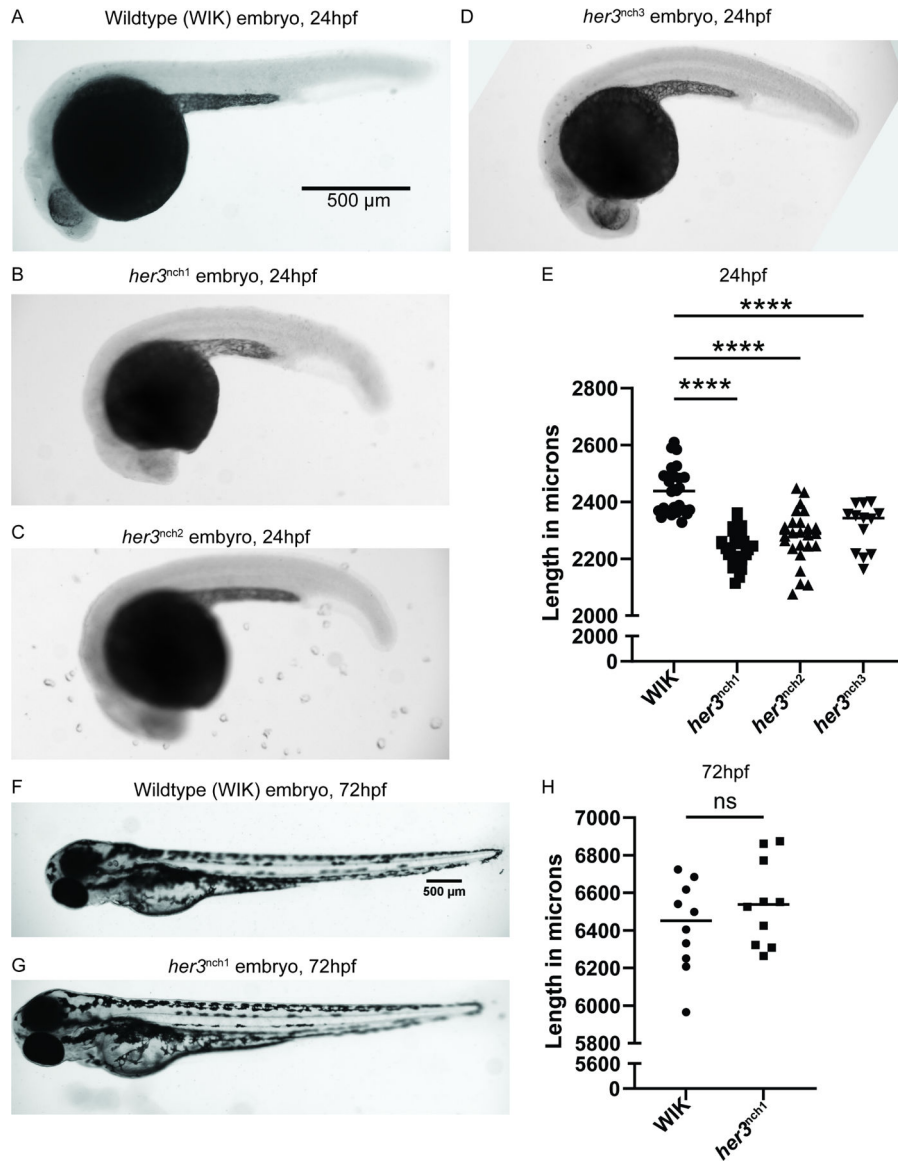 A
Wildtype (WIK) embryo, 24hpf
500 µm
D
her3nch3 embryo, 24hpf
B
her3nch1 embryo, 24hpf
C
her3nch2 embyro, 24hpf
E
24hpf
****
****
****
Length in microns
2800
2600
2400
2200
2000
2000
0
WIK
her3nch1
her3nch2
her3nch3
F
Wildtype (WIK) embryo, 72hpf
500 µm
G
her3nch1 embryo, 72hpf
H
72hpf
ns
Length in microns
7000
6800
6600
6400
6200
6000
5800
5600
0
WIK
her3nch1